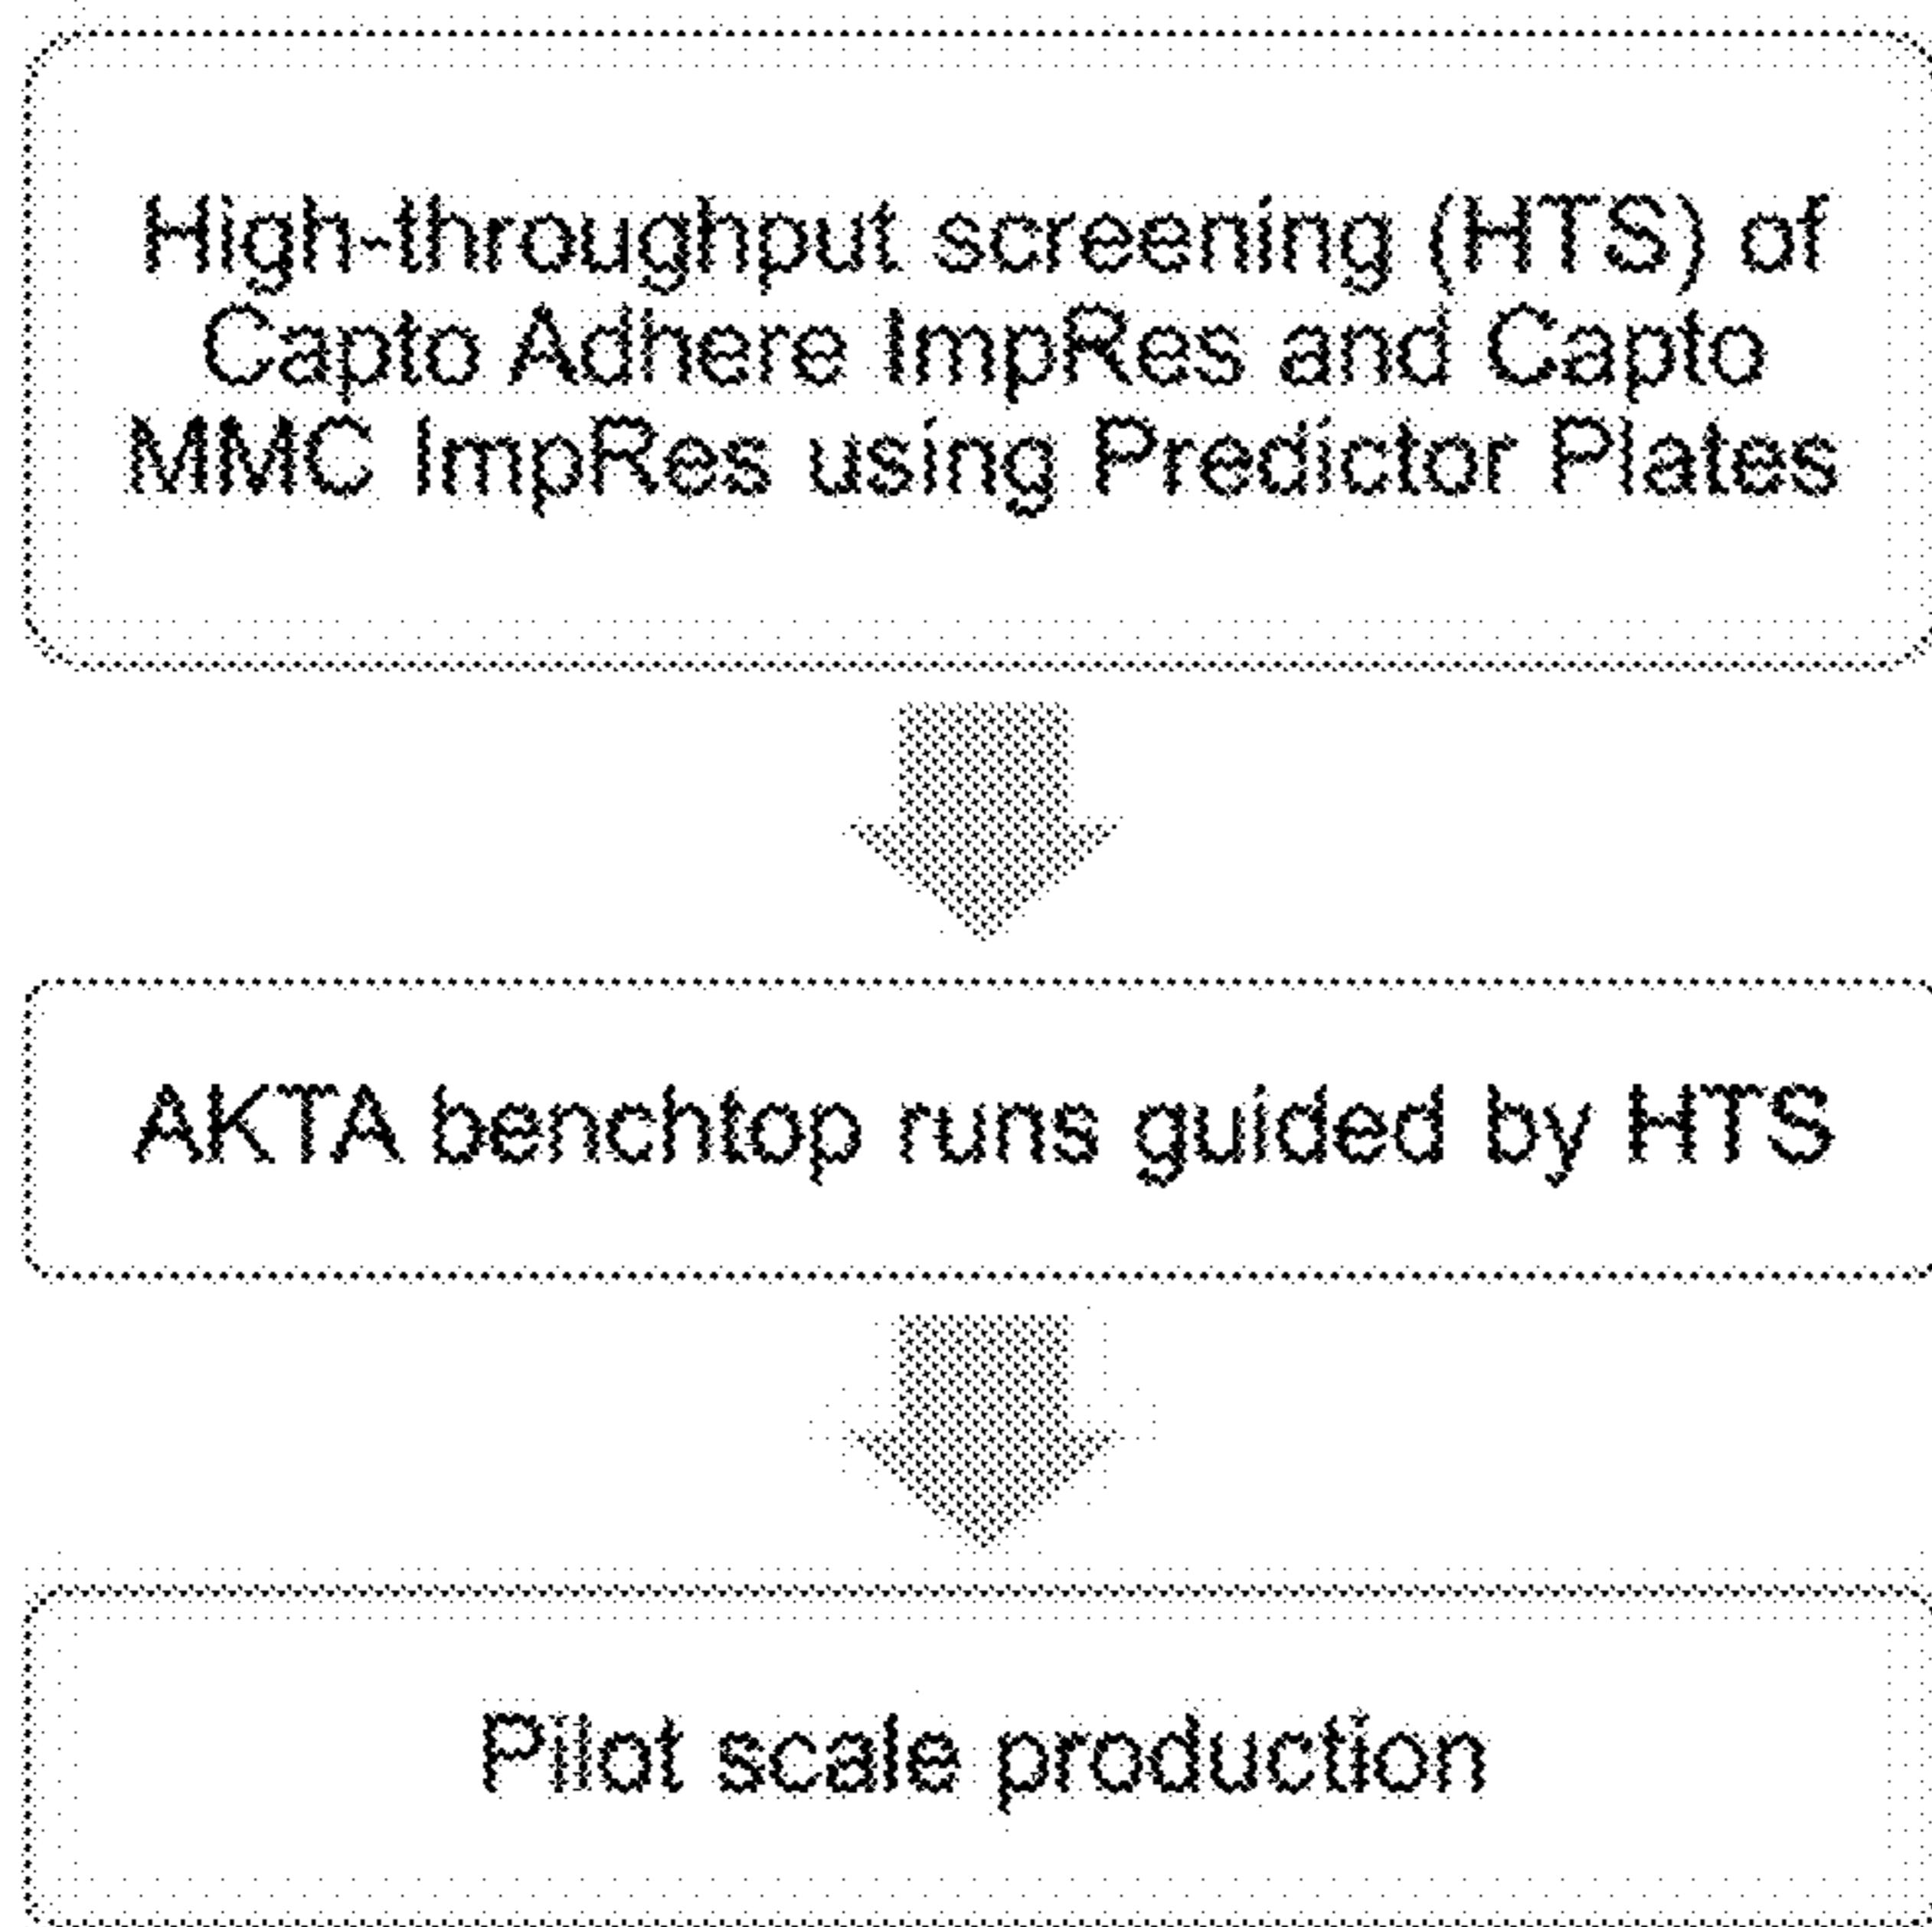 High-throughput screening (HTS) of
Capto Adhere ImpRes and Capto
MMC ImpRes using Predictor Plates
AKTA benchtop runs guided by HTS
Pilot scale production